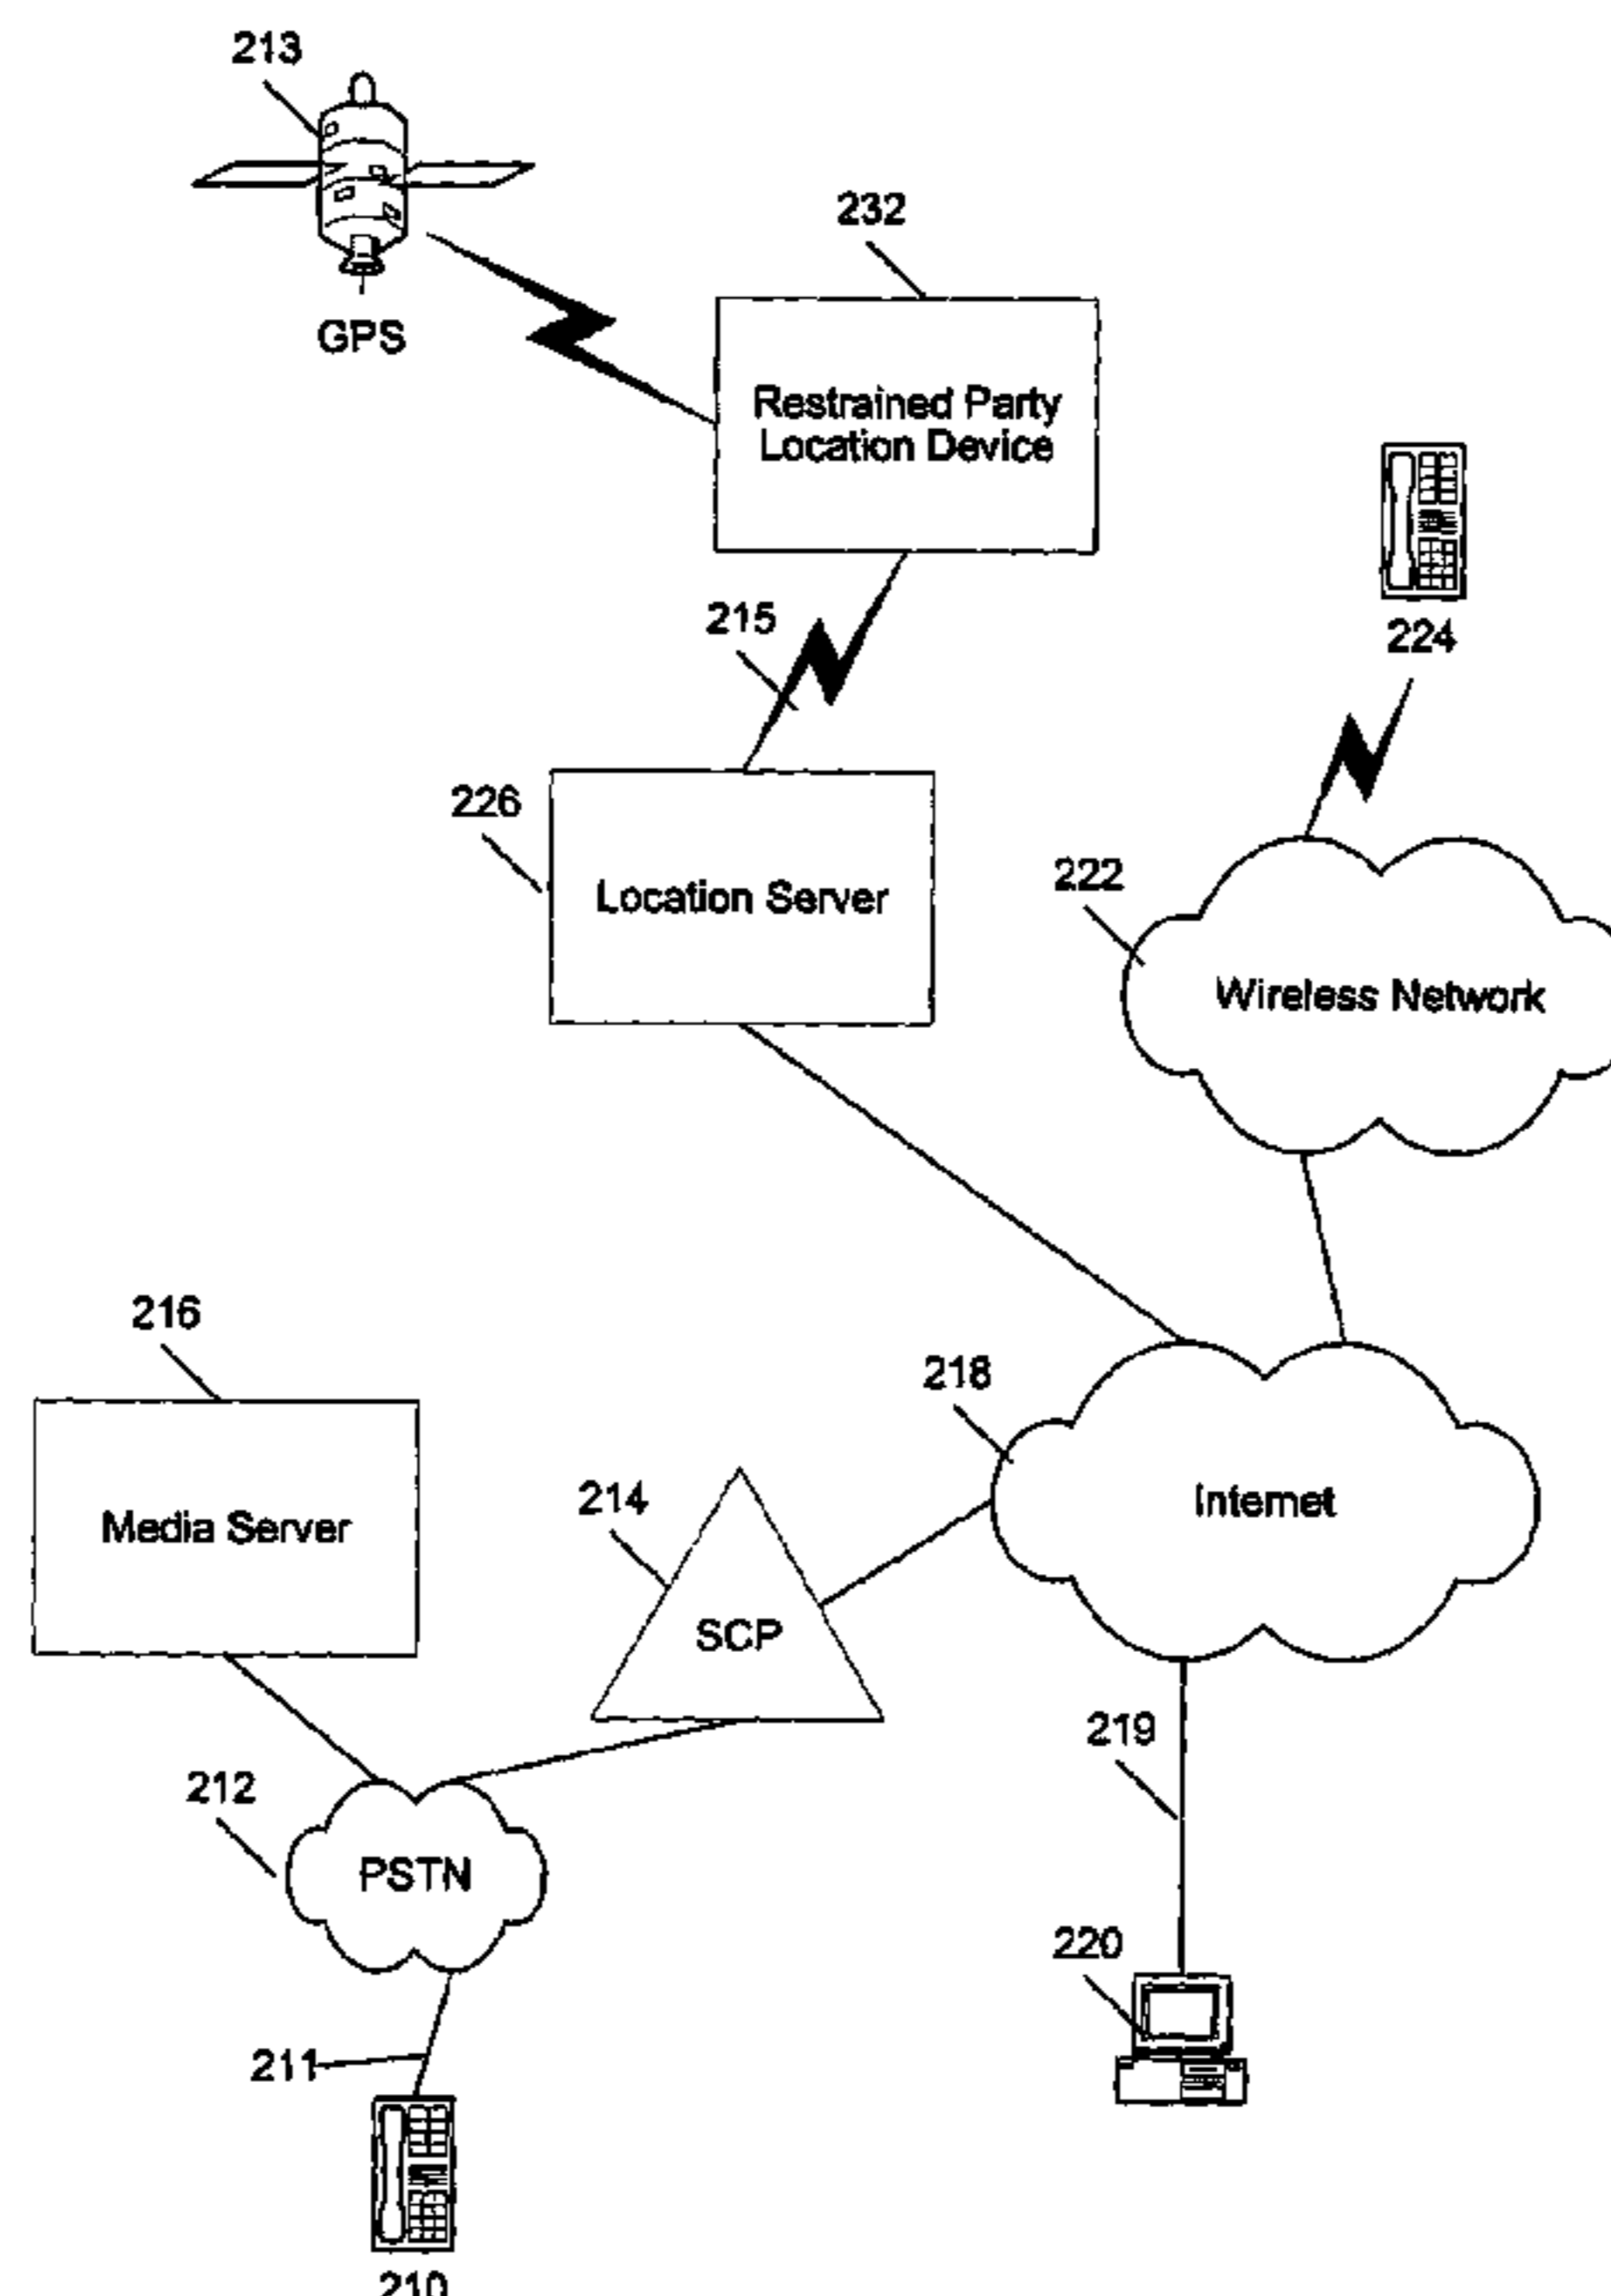 213
232
GPS
Restrained Party
Location Device
215
224
226
222
Location Server
Wireless Network
216
218
214
Media Server
Internet
SCP
219
212
PSTN
220
211
210